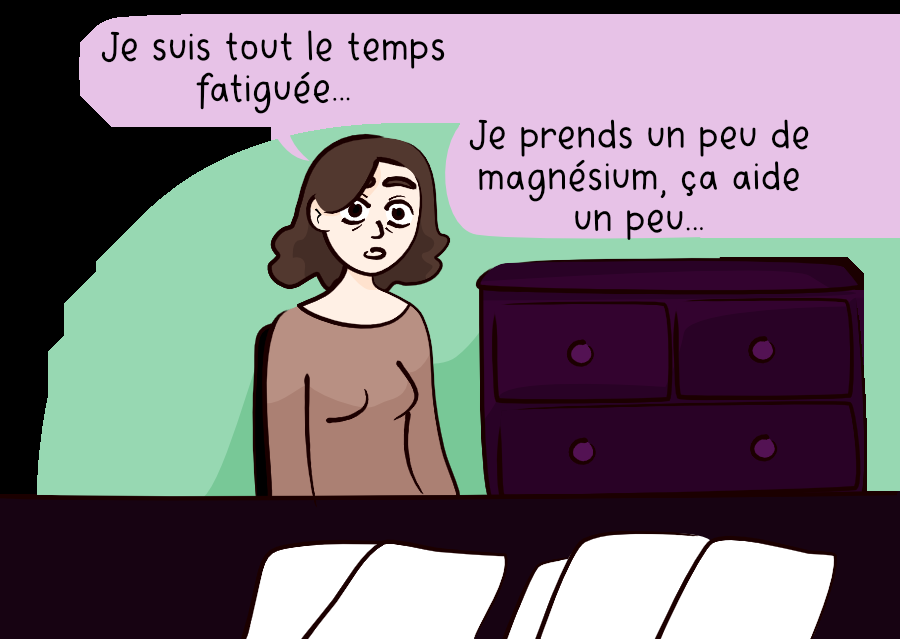 Je suis tout le temps
fatiguée...
Je prends un peu de
magnésium, ça aide
un peu...